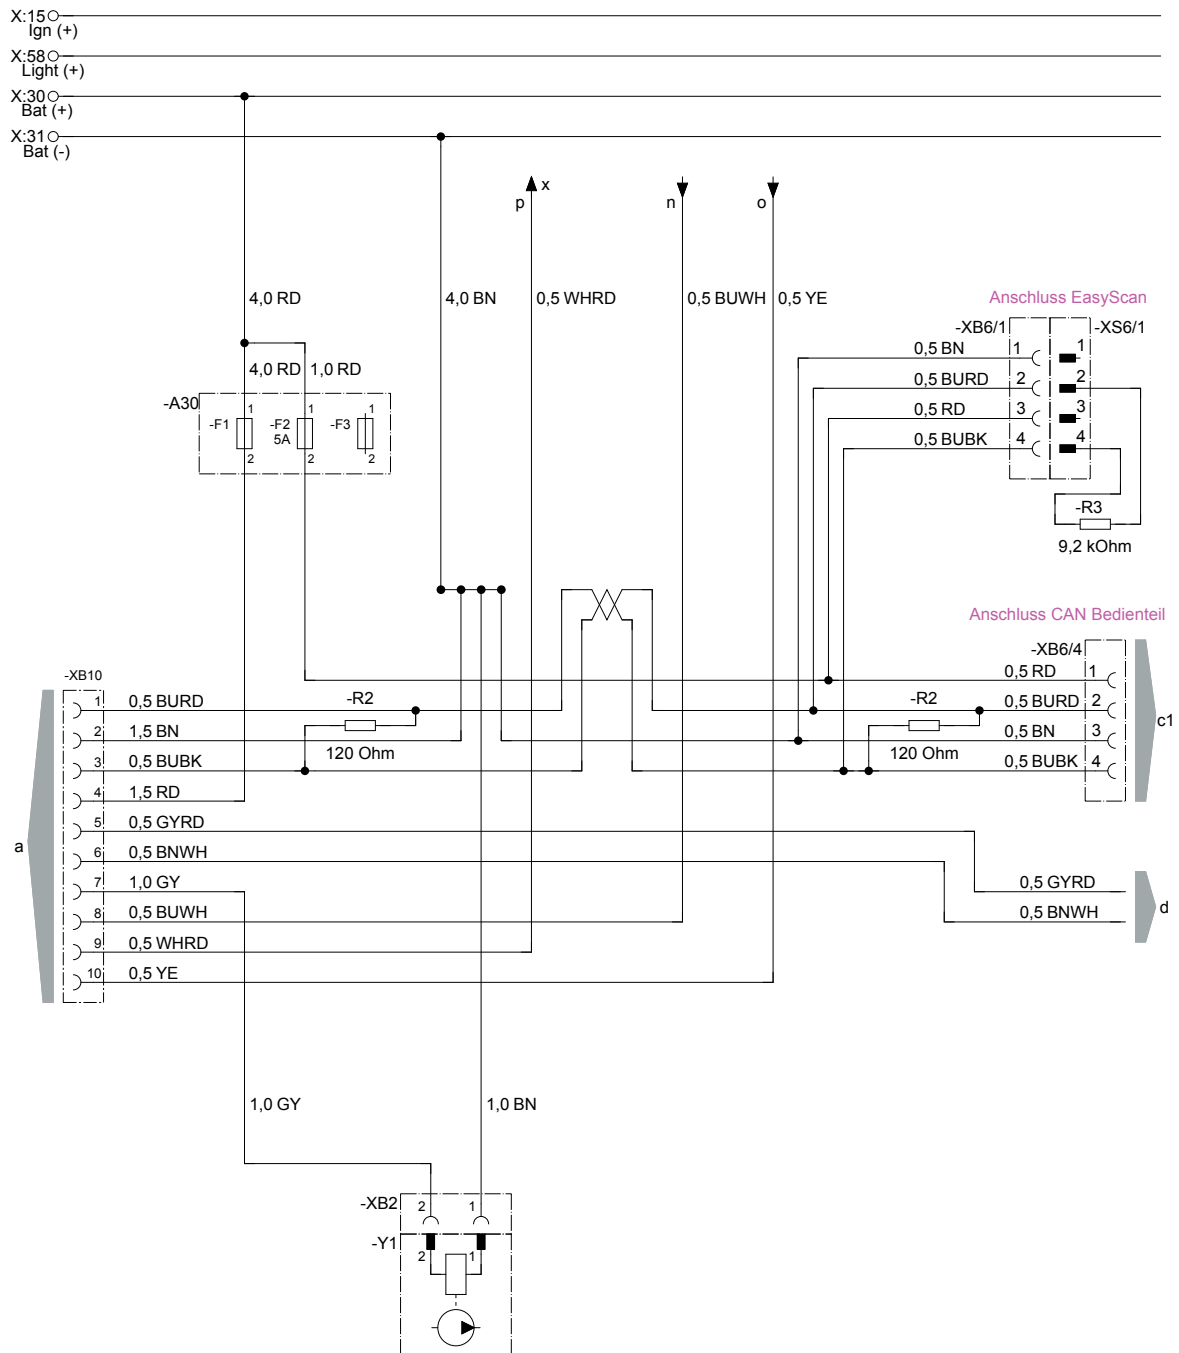 X:15
Ign (+)
X:58
Light (+)
X:30
Bat (+)
X:31
Bat (-)
x
p
n
o
4,0 RD
4,0 BN
0,5 WHRD
0,5 BUWH
0,5 YE
Anschluss EasyScan
-XB6/1
-XS6/1
0,5 BN
1
1
0,5 BURD
2
2
0,5 RD
3
3
0,5 BUBK
4
4
4,0 RD
1,0 RD
-A30
1
1
1
-F1
-F2
5A
-F3
2
2
2
-R3
9,2 kOhm
Anschluss CAN Bedienteil
-XB6/4
-XB10
0,5 RD
1
1
0,5 BURD
-R2
-R2
0,5 BURD
2
2
1,5 BN
120 Ohm
120 Ohm
0,5 BN
3
c1
3
0,5 BUBK
0,5 BUBK
4
4
1,5 RD
5
0,5 GYRD
a
6
0,5 BNWH
7
1,0 GY
0,5 GYRD
8
0,5 BUWH
0,5 BNWH
d
9
0,5 WHRD
10
0,5 YE
1,0 GY
1,0 BN
-XB2
2
1
-Y1
2
1